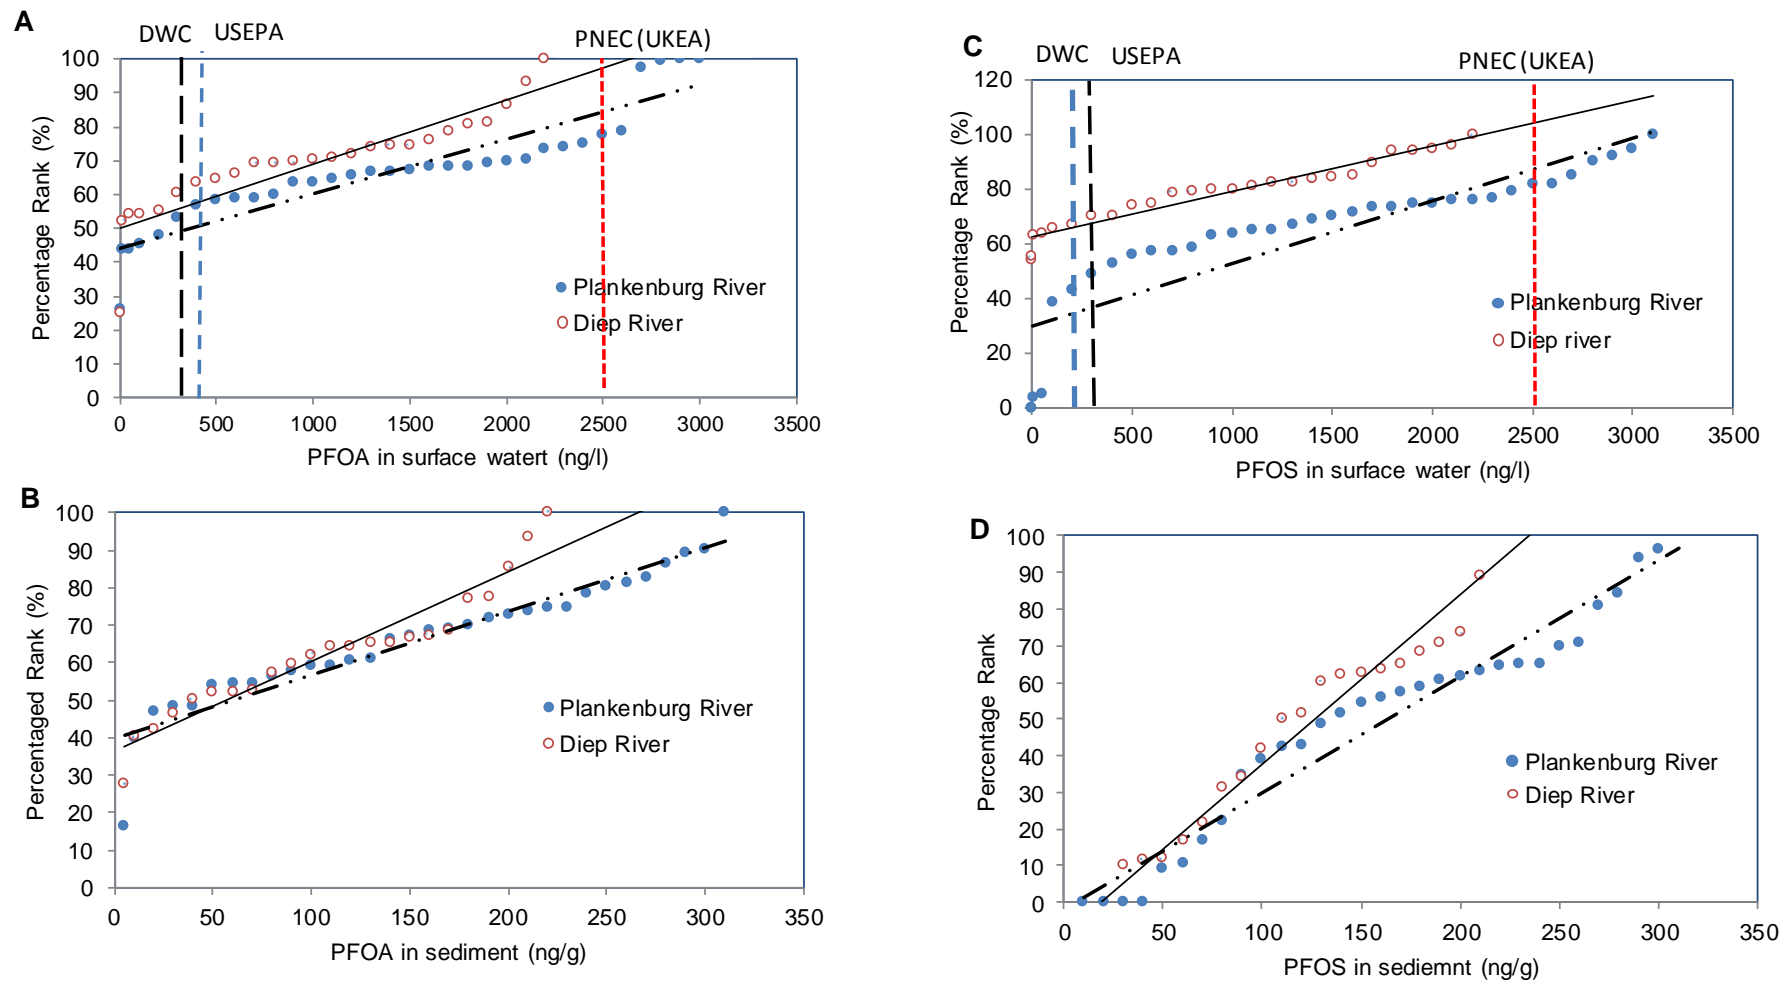 A
DWC
USEPA
PNEC (UKEA)
100
90
80
70
60
50
40
30
20
10
0
Percentage Rank (%)
Plankenburg River
Diep River
0 500 1000 1500 2000 2500 3000 3500
PFOA in surface watert (ng/l)
C
DWC
USEPA
PNEC (UKEA)
120
100
80
60
40
20
0
Percentage Rank (%)
Plankenburg River
Diep river
0 500 1000 1500 2000 2500 3000 3500
PFOS in surface water (ng/l)
B
100
90
80
70
60
50
40
30
20
10
0
Percentaged Rank (%)
Plankenburg River
Diep River
0 50 100 150 200 250 300 350
PFOA in sediment (ng/g)
D
100
90
80
70
60
50
40
30
20
10
0
Percentage Rank
Plankenburg River
Diep River
0 50 100 150 200 250 300 350
PFOS in sediemnt (ng/g)